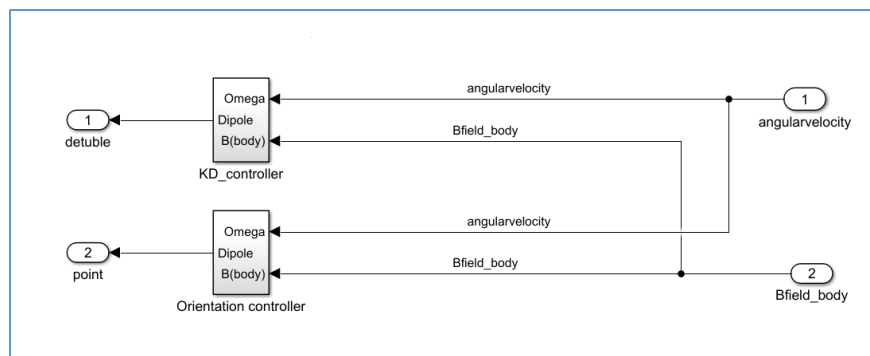 angularvelocity
Omega
1
1
Dipole
angularvelocity
detuble
Bfield_body
B(body)
KD_controller
angularvelocity
Omega
2
Dipole
point
Bfield_body
B(body)
2
Bfield_body
Orientation controller